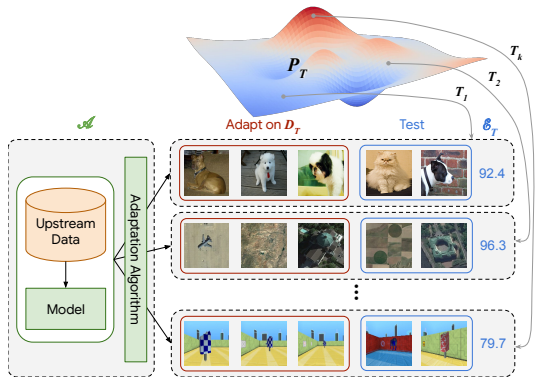 P_T
T_k
T_2
T_1
𝒜
Adapt on D_T
Test
ℰ_T
Upstream
Data
Model
Adaptation Algorithm
92.4
96.3
79.7